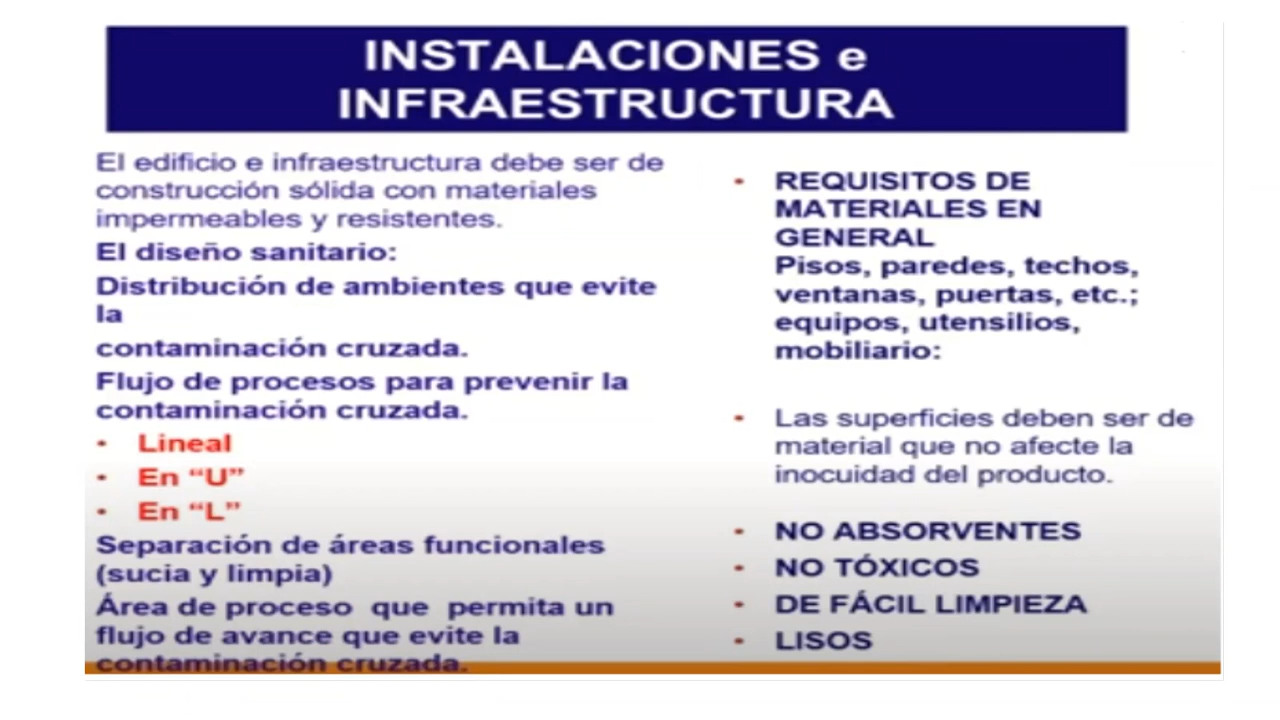 INSTALACIONES e
INFRAESTRUCTURA
El edificio e infraestructura debe ser de
construcción sólida con materiales
impermeables y resistentes.
El diseño sanitario:
Distribución de ambientes que evite
la
contaminación cruzada.
Flujo de procesos para prevenir la
contaminación cruzada.
• Lineal
• En “U”
• En “L”
Separación de áreas funcionales
(sucia y limpia)
Área de proceso que permita un
flujo de avance que evite la
contaminación cruzada.
• REQUISITOS DE
MATERIALES EN
GENERAL
Pisos, paredes, techos,
ventanas, puertas, etc.;
equipos, utensilios,
mobiliario:
• Las superficies deben ser de
material que no afecte la
inocuidad del producto.
• NO ABSORVENTES
• NO TÓXICOS
• DE FÁCIL LIMPIEZA
• LISOS